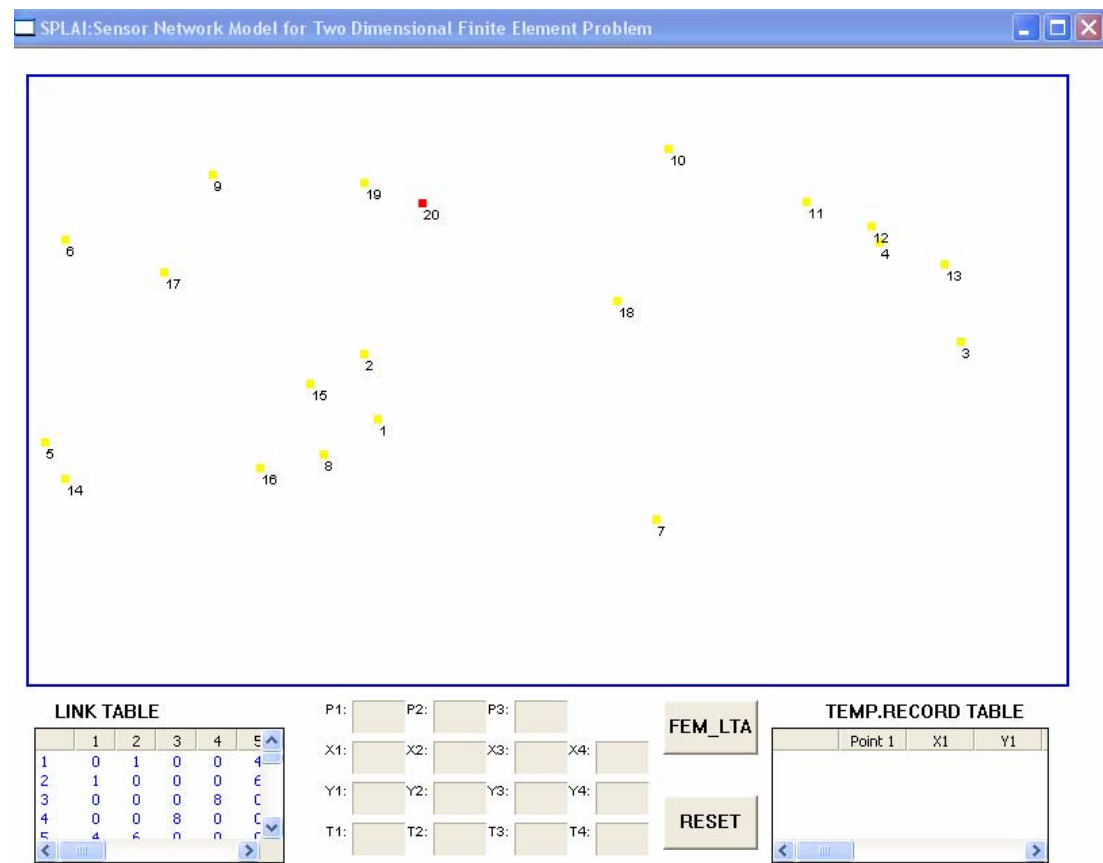 SPLAI:Sensor Network Model for Two Dimensional Finite Element Problem
10
9
19
20
11
6
12
4
17
13
18
3
2
15
1
5
8
16
14
7
LINK TABLE
1 2 3 4 5
1 0 1 0 0 4
2 1 0 0 0 6
3 0 0 0 8
4 0 0 8 0
5 4 6 0 0
P1: P2: P3:
X1: X2: X3: X4:
Y1: Y2: Y3: Y4:
T1: T2: T3: T4:
FEM_LTA
RESET
TEMP.RECORD TABLE
Point 1 X1 Y1